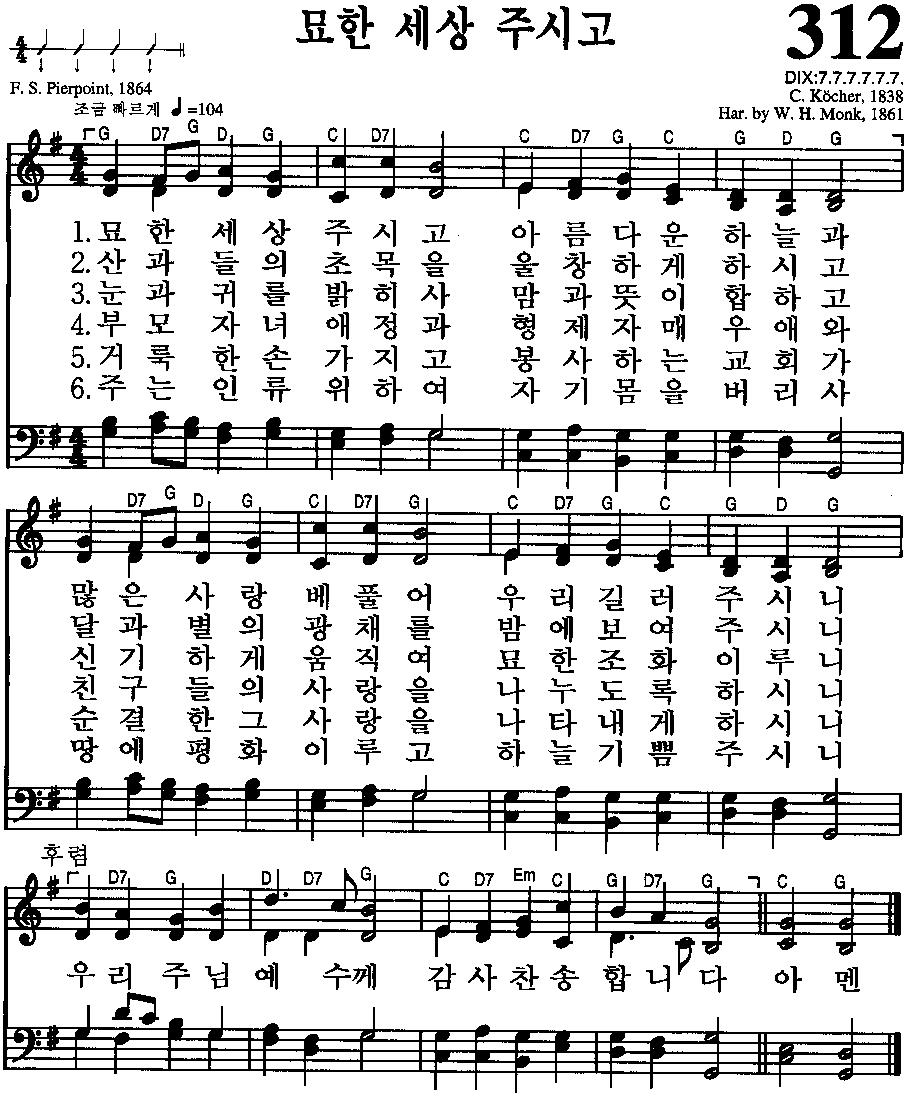 묘한 세상 주시고
312
4/4
DIX:7.7.7.7.7.7.
F. S. Pierpoint, 1864
C. Köcher, 1838
조금 빠르게 ♩=104
Har. by W. H. Monk, 1861
G D7 G D G C D7 C D7 G C G D G
1. 묘한 세상 주시고 아름다운 하늘과
2. 산과 들의 초목을 울창하게 하시고
3. 눈과 귀를 밝히사 맘과 뜻이 합하고
4. 부모 자녀 애정과 형제자매 우애와
5. 거룩한손 가지고 봉사하는 교회가
6. 주는 인류 위하여 자기몸을 버리사
D7 G D G C D7 G C D7 G C G D G
많은 사랑 베풀어 우리길러 주시니
달과 별의 광채를 밤에보여 주시니
신기하게 움직여 묘한조화 이루니
친구들의 사랑을 나누도록 하시니
순결한그 사랑을 나타내게 하시니
땅에 평화 이루고 하늘기쁨 주시니
후렴
D7 G D D7 G C D7 Em G D7 G C G
우리 주님 예수께 감사찬송합니다 아멘